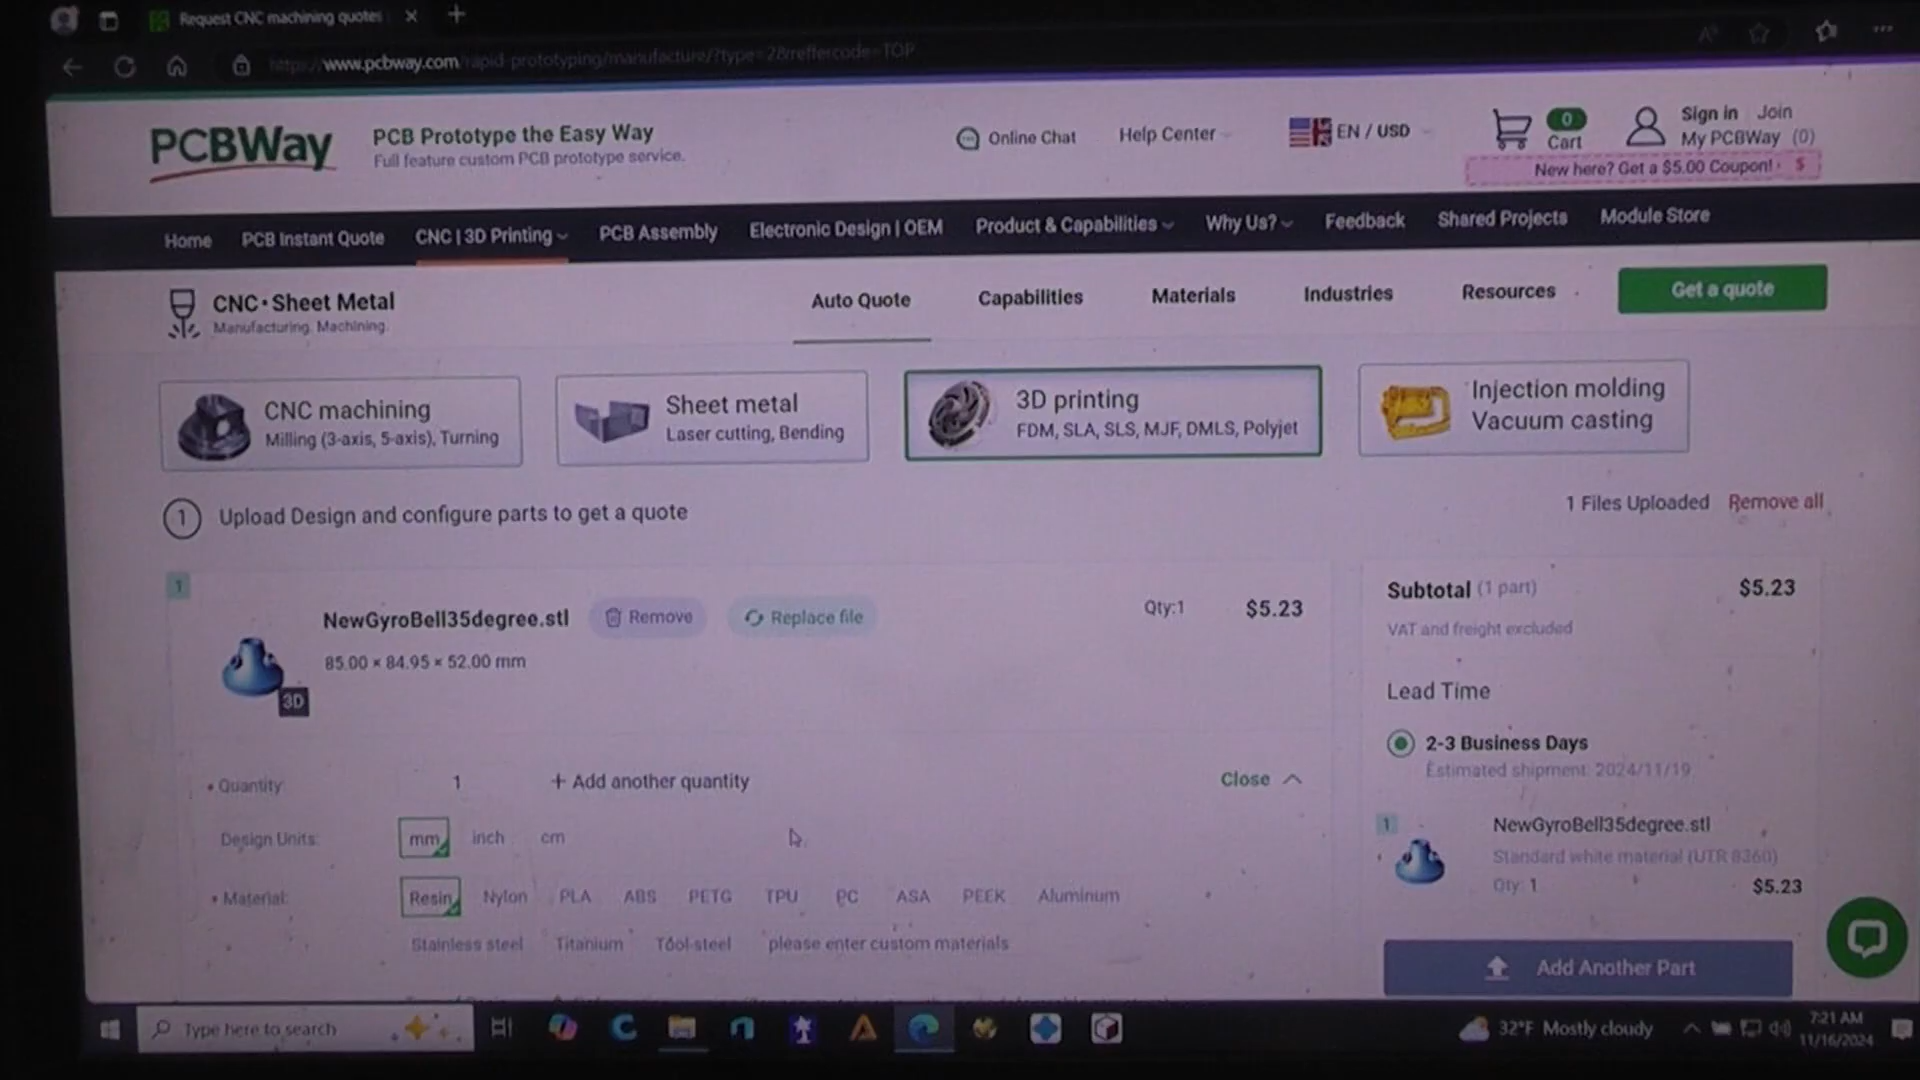 Request CNC machining quotes
https://www.pcbway.com/rapid-prototyping/manufacture/?type=2&reffercode=TOP
PCBWay
PCB Prototype the Easy Way
Full feature custom PCB prototype service.
Online Chat
Help Center
EN / USD
0
Cart
Sign in Join
My PCBWay (0)
New here? Get a $5.00 Coupon! $
Home
PCB Instant Quote
CNC | 3D Printing
PCB Assembly
Electronic Design | OEM
Product & Capabilities
Why Us?
Feedback
Shared Projects
Module Store
CNC · Sheet Metal
Manufacturing. Machining.
Auto Quote
Capabilities
Materials
Industries
Resources
Get a quote
CNC machining
Milling (3-axis, 5-axis), Turning
Sheet metal
Laser cutting, Bending
3D printing
FDM, SLA, SLS, MJF, DMLS, Polyjet
Injection molding
Vacuum casting
1 Upload Design and configure parts to get a quote
1 Files Uploaded Remove all
1
NewGyroBell35degree.stl
Remove
Replace file
Qty:1
$5.23
85.00 × 84.95 × 52.00 mm
3D
Subtotal (1 part) $5.23
VAT and freight excluded
Lead Time
2-3 Business Days
Estimated shipment: 2024/11/19
Quantity: 1 + Add another quantity
Close
Design Units: mm inch cm
Material: Resin Nylon PLA ABS PETG TPU PC ASA PEEK Aluminum
Stainless steel Titanium Tool-steel please enter custom materials
1
NewGyroBell35degree.stl
Standard white material (UTR 8360)
Qty: 1 $5.23
Add Another Part
Type here to search
32°F Mostly cloudy
7:21 AM
11/16/2024